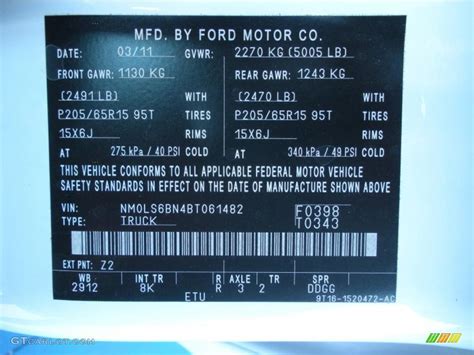 MFD. BY FORD MOTOR CO.
DATE: 03/11 GVWR: 2270 KG (5005 LB)
FRONT GAWR: 1130 KG REAR GAWR: 1243 KG
(2491 LB) WITH (2470 LB) WITH
P205/65R15 95T TIRES P205/65R15 95T TIRES
15X6J RIMS 15X6J RIMS
AT 275 kPa / 40 PSI COLD AT 340 kPa / 49 PSI COLD
THIS VEHICLE CONFORMS TO ALL APPLICABLE FEDERAL MOTOR VEHICLE
SAFETY STANDARDS IN EFFECT ON THE DATE OF MANUFACTURE SHOWN ABOVE.
VIN: NM0LS6BN4BT061482 F0398
TYPE: TRUCK T0343
EXT PNT: Z2
WB INT TR R AXLE TR SPR
2912 8K R 3 2 DDGG
ETU 9T16-1520472-AC
GTCARLOT.COM